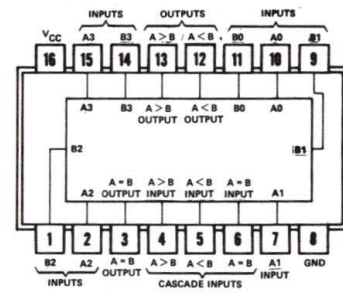 INPUTS OUTPUTS INPUTS
VCC A3 B3 A > B A < B B0 A0 B1
16 15 14 13 12 11 10 9
A3 B3 A > B A < B B0 A0
OUTPUT OUTPUT
B2 B1
A = B A > B A < B A = B
A2 OUTPUT INPUT INPUT INPUT A1
1 2 3 4 5 6 7 8
B2 A2 A = B A > B A < B A = B A1 GND
INPUTS OUTPUT CASCADE INPUTS INPUT